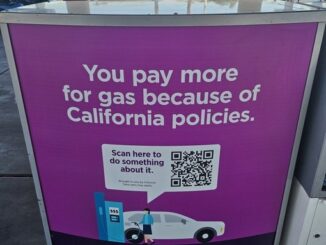 You pay more
for gas because of
California policies.
Scan here to
do something
about it.
$$$